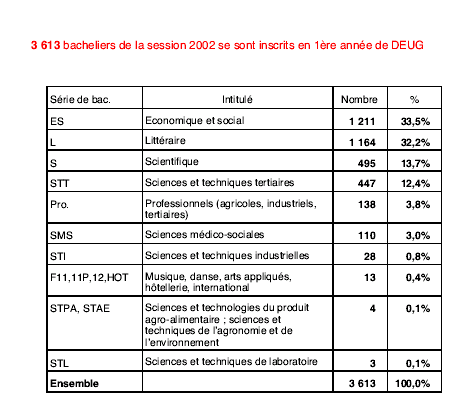 3 613 bacheliers de la session 2002 se sont inscrits en 1ère année de DEUG
Série de bac. Intitulé Nombre %
ES Economique et social 1 211 33,5%
L Littéraire 1 164 32,2%
S Scientifique 495 13,7%
STT Sciences et techniques tertiaires 447 12,4%
Pro. Professionnels (agricoles, industriels, 138 3,8%
tertiaires)
SMS Sciences médico-sociales 110 3,0%
STI Sciences et techniques industrielles 28 0,8%
F11,11P,12,HOT Musique, danse, arts appliqués, 13 0,4%
hôtellerie, international
STPA, STAE Sciences et technologies du produit 4 0,1%
agro-alimentaire ; sciences et
techniques de l'agronomie et de
l'environnement
STL Sciences et techniques de laboratoire 3 0,1%
Ensemble 3 613 100,0%